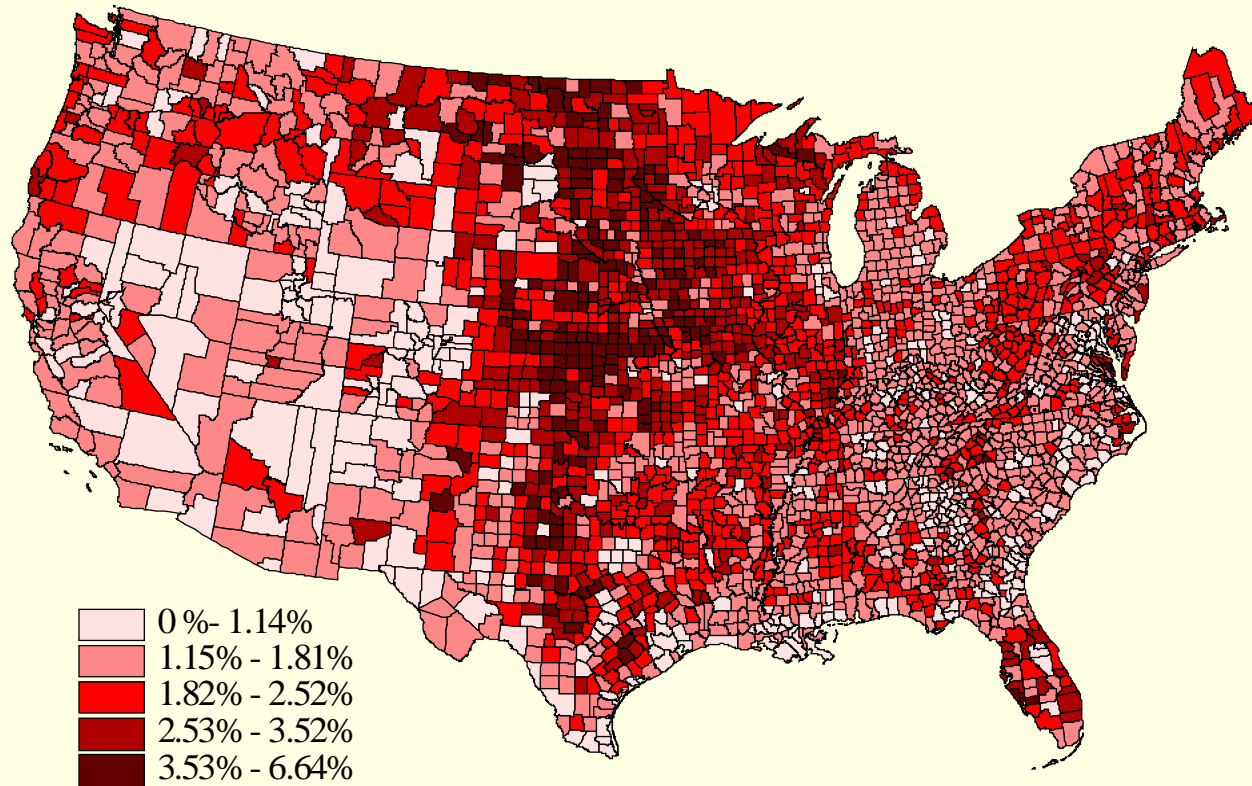 0 %- 1.14%
1.15% - 1.81%
1.82% - 2.52%
2.53% - 3.52%
3.53% - 6.64%